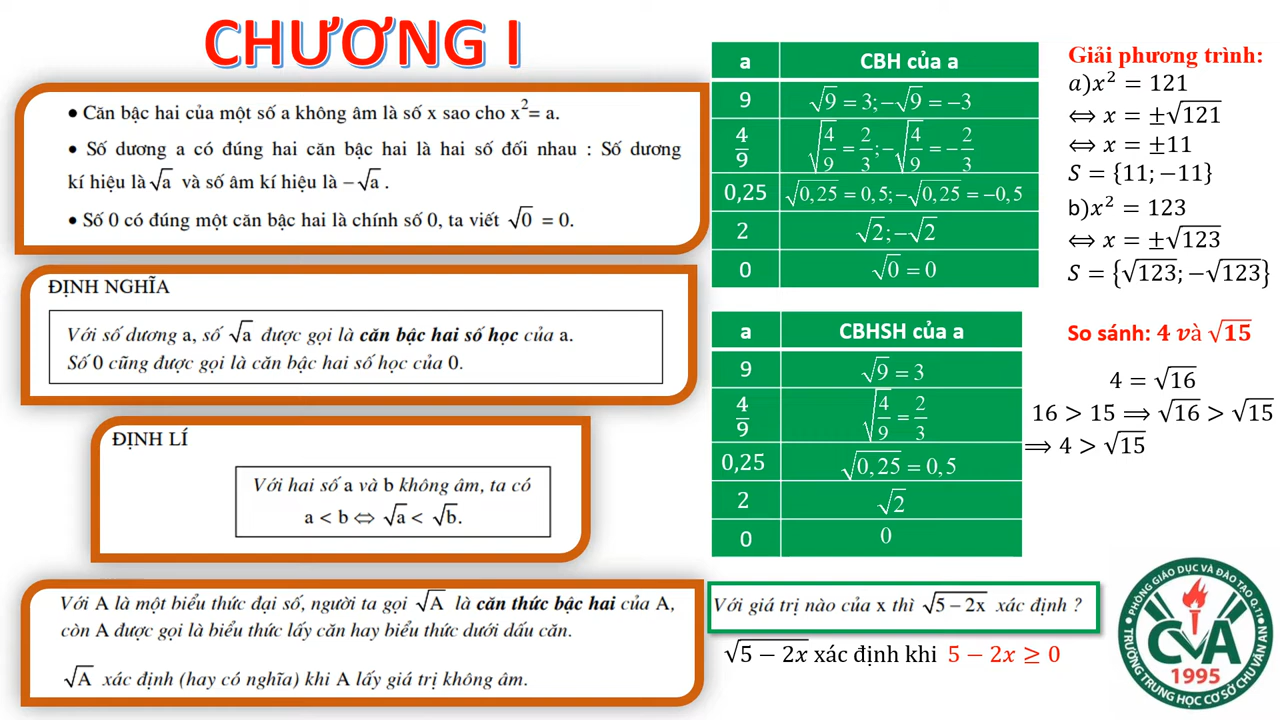 CHƯƠNG I
• Căn bậc hai của một số a không âm là số x sao cho x²= a.
• Số dương a có đúng hai căn bậc hai là hai số đối nhau : Số dương
kí hiệu là √a và số âm kí hiệu là −√a .
• Số 0 có đúng một căn bậc hai là chính số 0, ta viết √0 = 0.
ĐỊNH NGHĨA
Với số dương a, số √a được gọi là căn bậc hai số học của a.
Số 0 cũng được gọi là căn bậc hai số học của 0.
ĐỊNH LÍ
Với hai số a và b không âm, ta có
a < b ⇔ √a < √b.
Với A là một biểu thức đại số, người ta gọi √A là căn thức bậc hai của A,
còn A được gọi là biểu thức lấy căn hay biểu thức dưới dấu căn.
√A xác định (hay có nghĩa) khi A lấy giá trị không âm.
a CBH của a
9 √9 = 3;−√9 = −3
4/9 √(4/9) = 2/3;−√(4/9) = −2/3
0,25 √0,25 = 0,5;−√0,25 = −0,5
2 √2;−√2
0 √0 = 0
a CBHSH của a
9 √9 = 3
4/9 √(4/9) = 2/3
0,25 √0,25 = 0,5
2 √2
0 0
Giải phương trình:
a)x² = 121
⟺ x = ±√121
⟺ x = ±11
S = {11; −11}
b)x² = 123
⟺ x = ±√123
S = {√123; −√123}
So sánh: 4 và √15
4 = √16
16 > 15 ⟹ √16 > √15
⟹ 4 > √15
Với giá trị nào của x thì √(5 − 2x) xác định ?
√(5 − 2x) xác định khi 5 − 2x ≥ 0
PHÒNG GIÁO DỤC VÀ ĐÀO TẠO Q.11
CVA
1995
TRƯỜNG TRUNG HỌC CƠ SỞ CHU VĂN AN